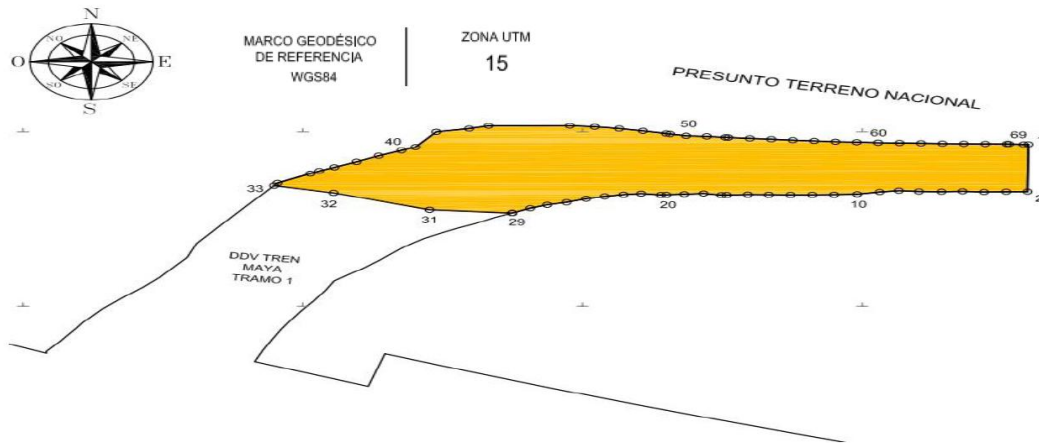 N
NO
NE
O
E
SO
SE
S
MARCO GEODÉSICO
DE REFERENCIA
WGS84
ZONA UTM
15
PRESUNTO TERRENO NACIONAL
50
60
69
40
33
32
31
29
20
10
2
DDV TREN
MAYA
TRAMO 1